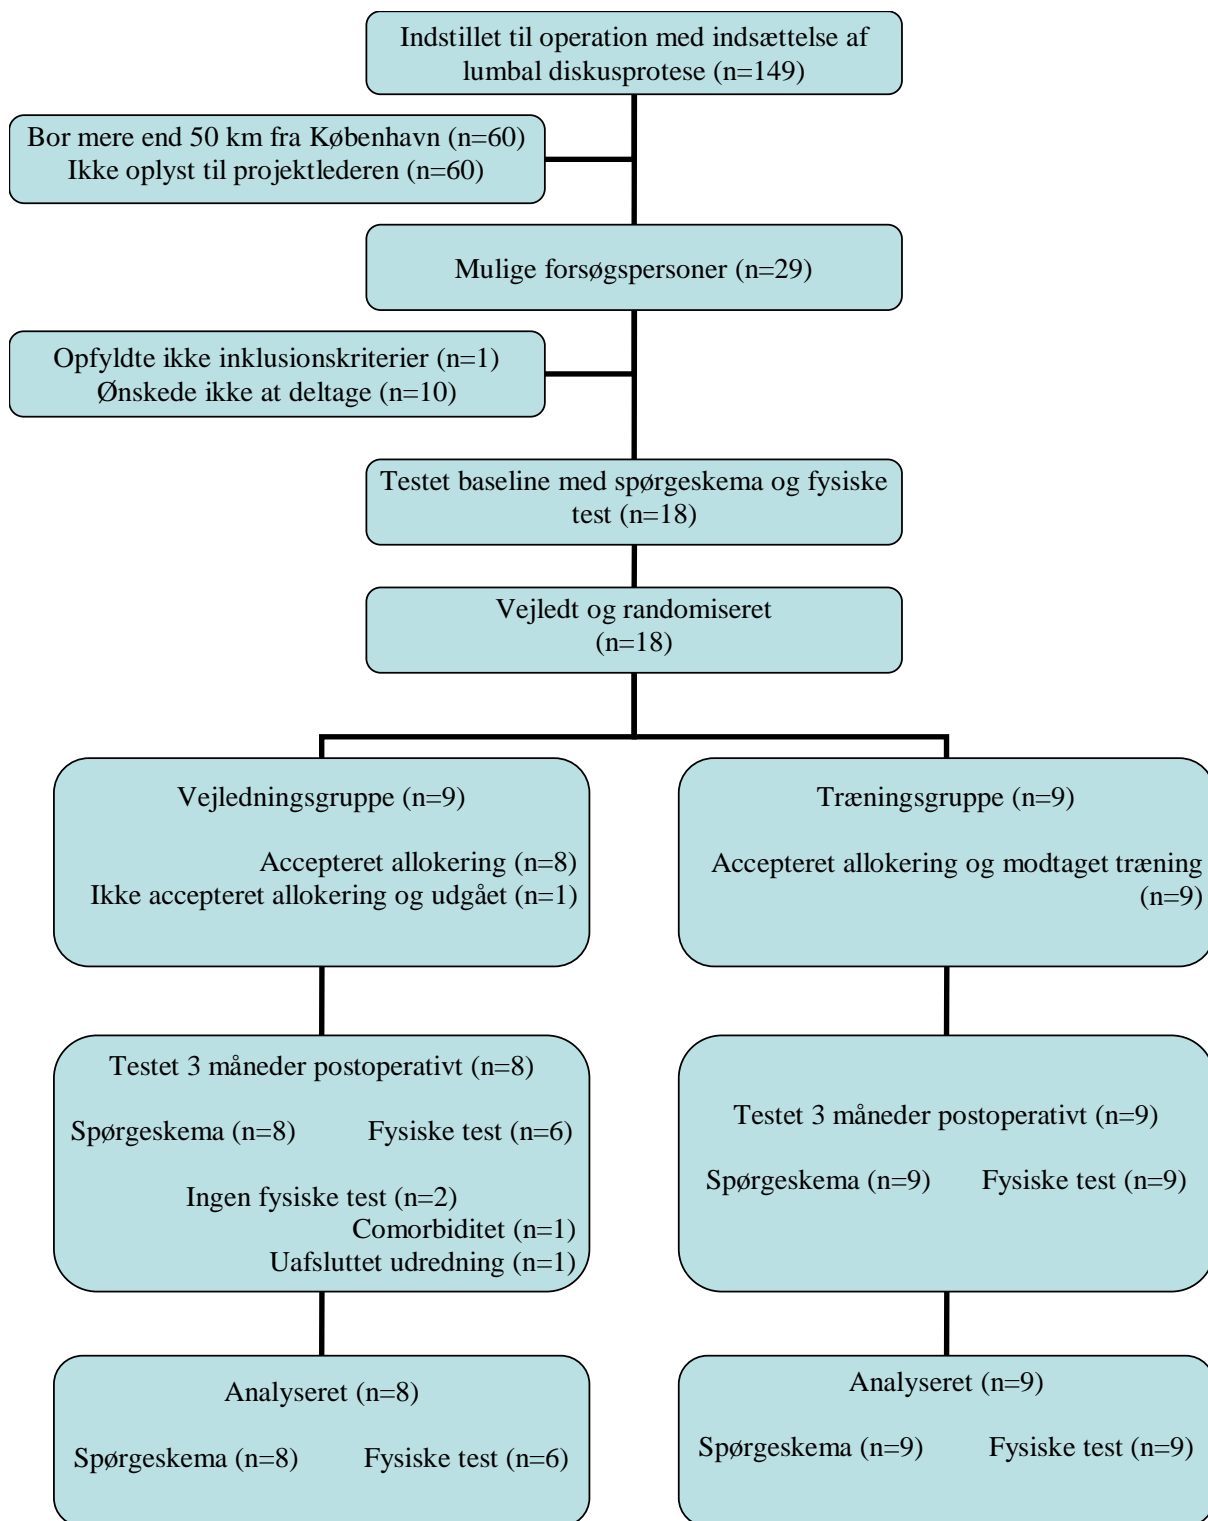 Indstillet til operation med indsættelse af
lumbal diskusprotese (n=149)
Bor mere end 50 km fra København (n=60)
Ikke oplyst til projektlederen (n=60)
Mulige forsøgspersoner (n=29)
Opfyldte ikke inklusionskriterier (n=1)
Ønskede ikke at deltage (n=10)
Testet baseline med spørgeskema og fysiske
test (n=18)
Vejledt og randomiseret
(n=18)
Vejledningsgruppe (n=9)
Accepteret allokering (n=8)
Ikke accepteret allokering og udgået (n=1)
Træningsgruppe (n=9)
Accepteret allokering og modtaget træning
(n=9)
Testet 3 måneder postoperativt (n=8)
Spørgeskema (n=8) Fysiske test (n=6)
Ingen fysiske test (n=2)
Comorbiditet (n=1)
Uafsluttet udredning (n=1)
Testet 3 måneder postoperativt (n=9)
Spørgeskema (n=9) Fysiske test (n=9)
Analyseret (n=8)
Spørgeskema (n=8) Fysiske test (n=6)
Analyseret (n=9)
Spørgeskema (n=9) Fysiske test (n=9)